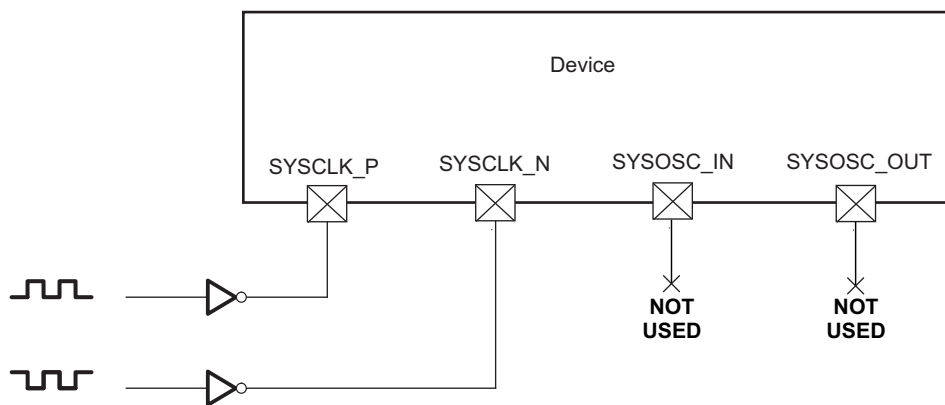 Device
SYSCLK_P
SYSCLK_N
SYSOSC_IN
SYSOSC_OUT
NOT
USED
NOT
USED